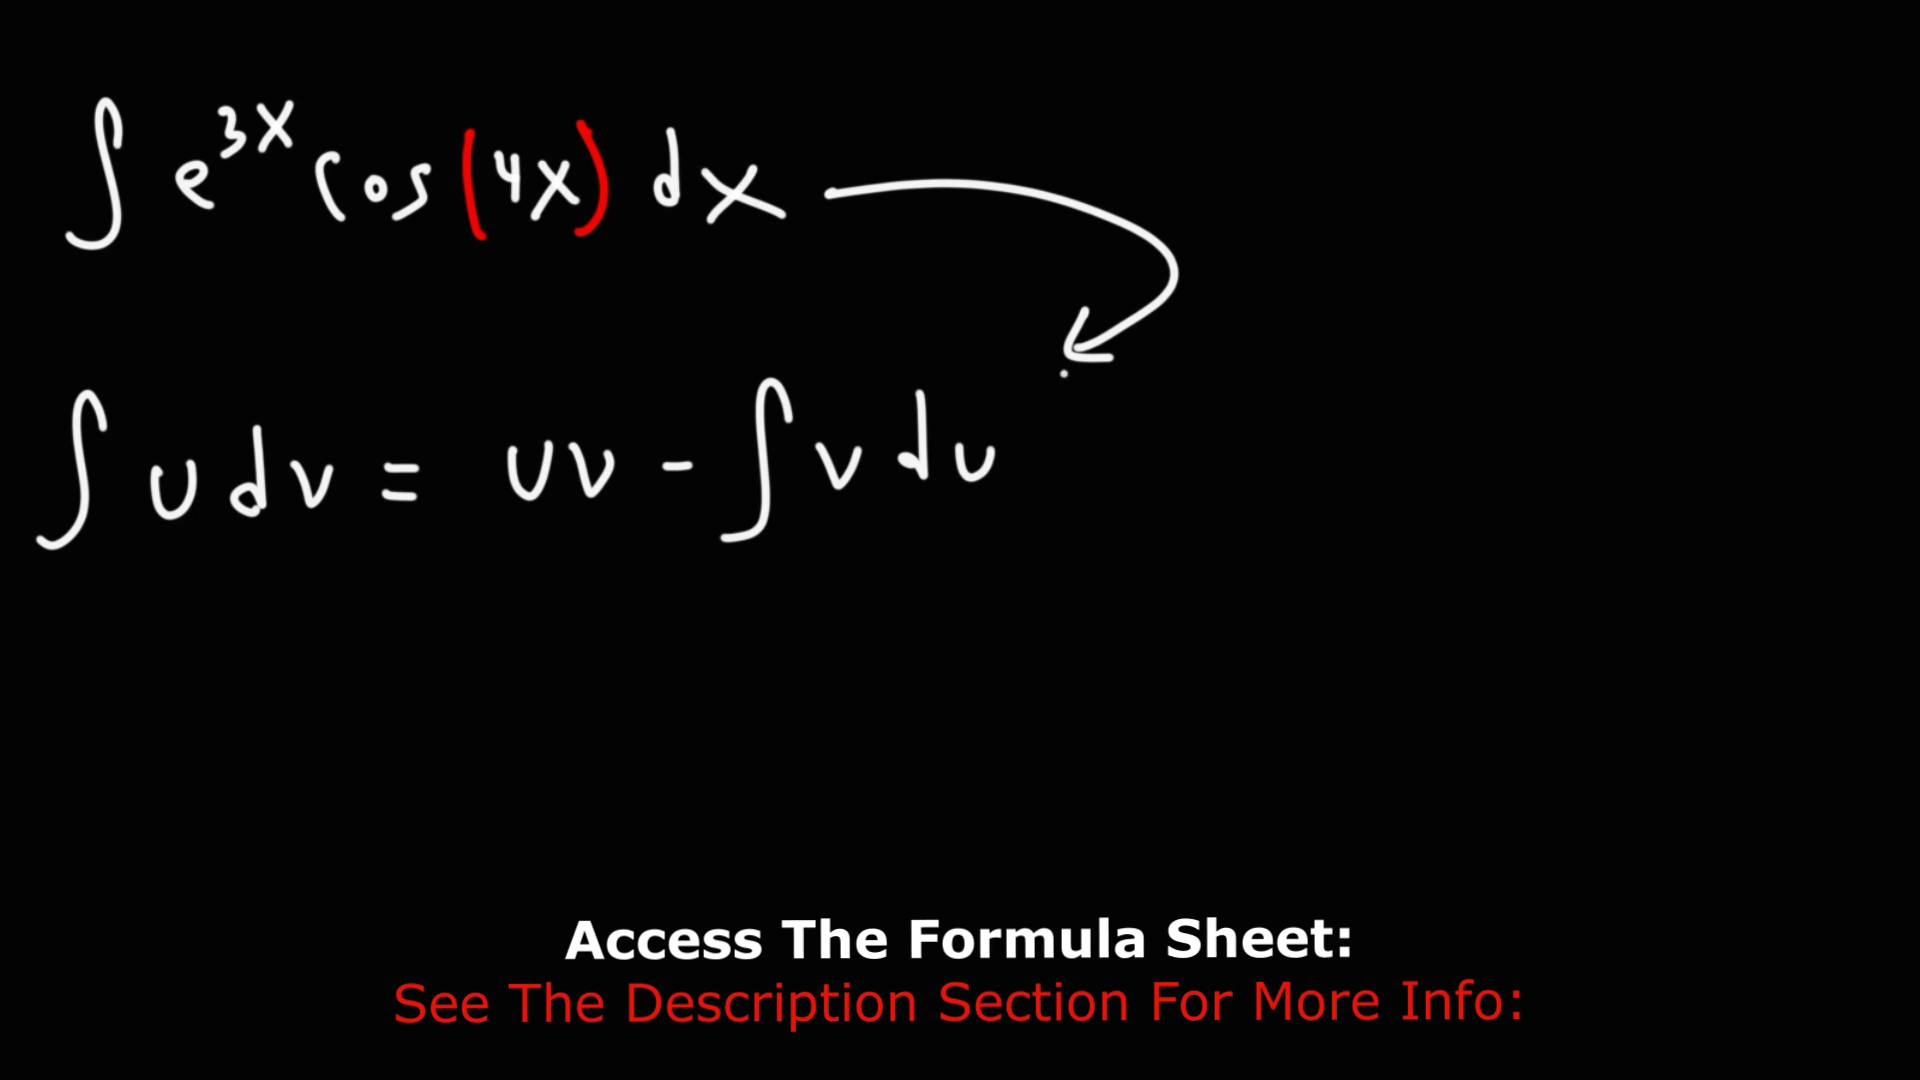 ∫ e^{3x} cos(4x) dx
∫ u dv = uv - ∫ v du
Access The Formula Sheet:
See The Description Section For More Info: